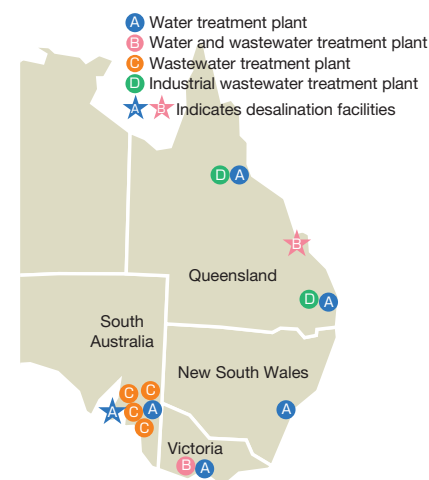 A Water treatment plant
B Water and wastewater treatment plant
C Wastewater treatment plant
D Industrial wastewater treatment plant
A B Indicates desalination facilities
D A
B
Queensland
D A
South
Australia
New South Wales
C C
A C A
A
C
Victoria
B A